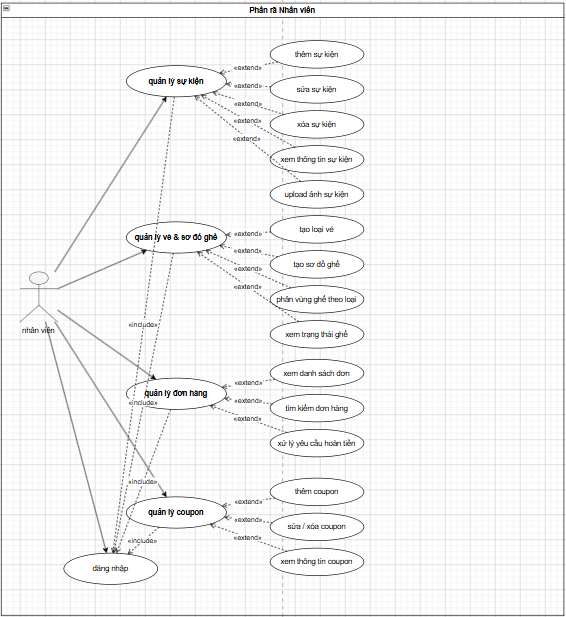 Phân rã Nhân viên
thêm sự kiện
«extend»
quản lý sự kiện
«extend»
sửa sự kiện
«extend»
xóa sự kiện
«extend»
xem thông tin sự kiện
«extend»
upload ảnh sự kiện
tạo loại vé
«extend»
quản lý vé & sơ đồ ghế
«extend»
tạo sơ đồ ghế
«extend»
phân vùng ghế theo loại
«extend»
xem trạng thái ghế
nhân viên
«include»
xem danh sách đơn
«extend»
quản lý đơn hàng
«extend»
«include»
tìm kiếm đơn hàng
«extend»
xử lý yêu cầu hoàn tiền
«include»
thêm coupon
«extend»
quản lý coupon
«extend»
sửa / xóa coupon
«include»
«extend»
xem thông tin coupon
đăng nhập